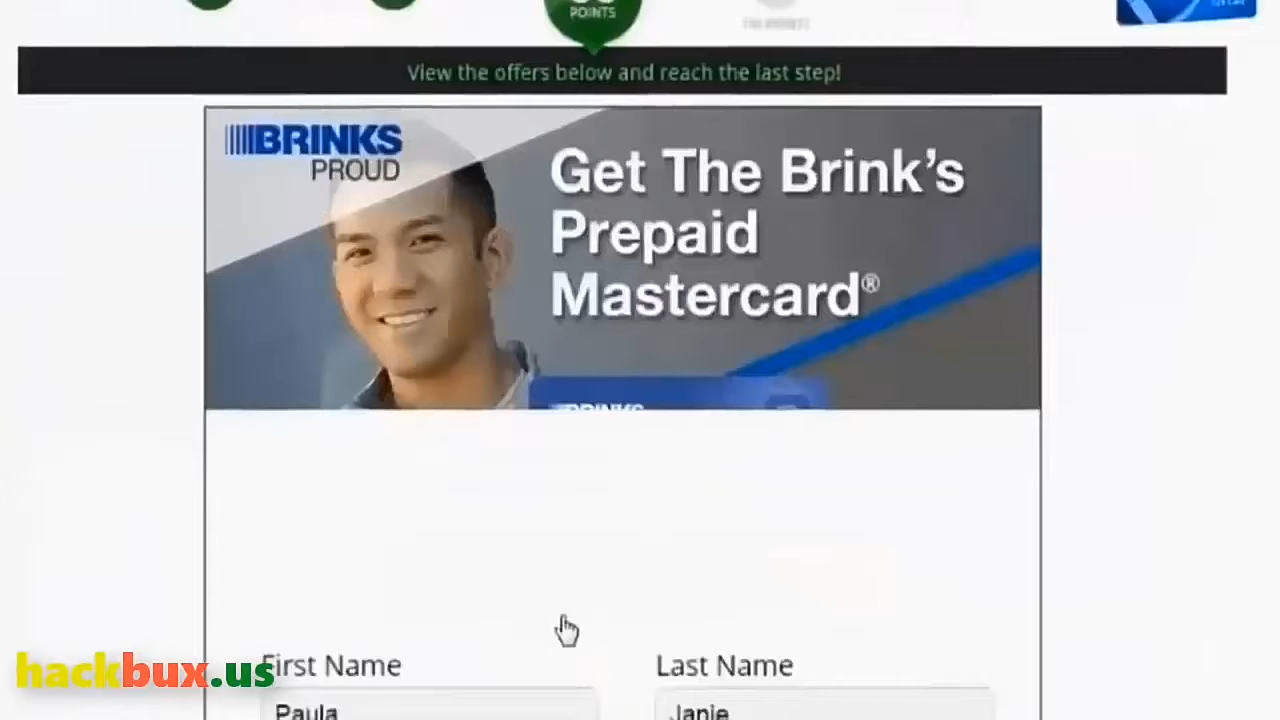 POINTS
View the offers below and reach the last step!
BRINKS
PROUD
Get The Brink's
Prepaid
Mastercard®
BRINKS
First Name
Last Name
Paula
Janie
hackbux.us